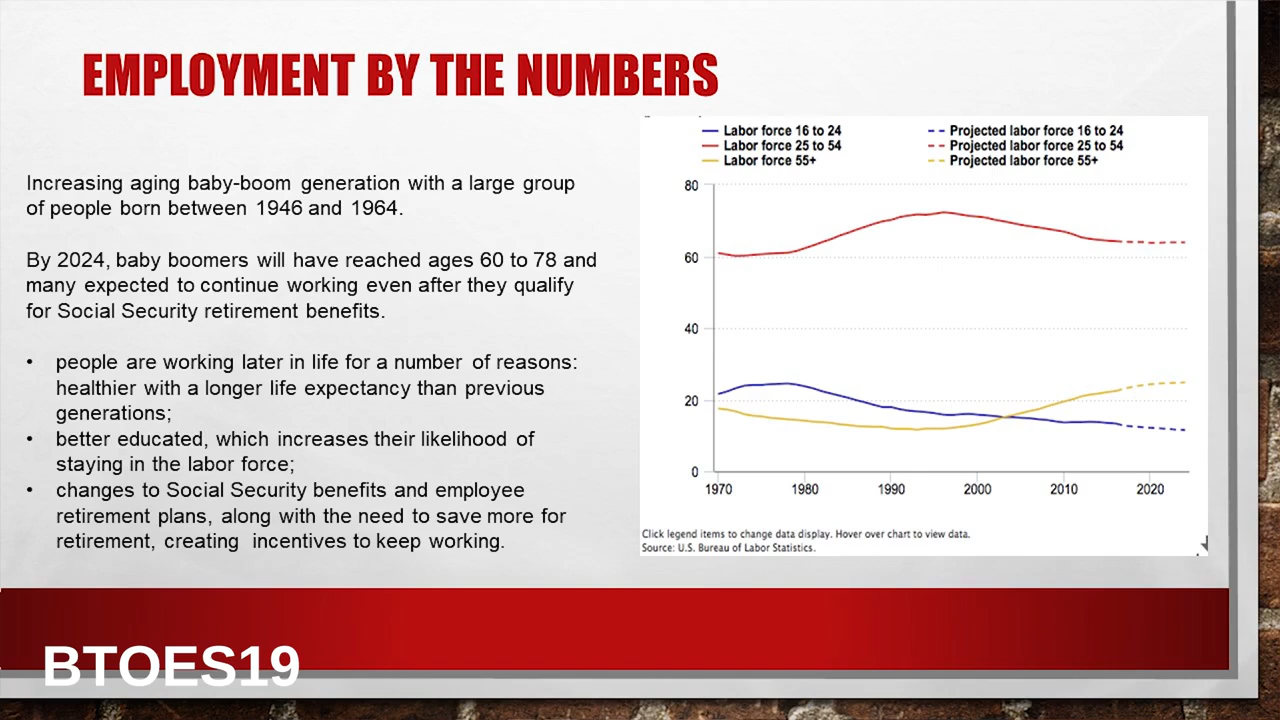 EMPLOYMENT BY THE NUMBERS
Increasing aging baby-boom generation with a large group
of people born between 1946 and 1964.
By 2024, baby boomers will have reached ages 60 to 78 and
many expected to continue working even after they qualify
for Social Security retirement benefits.
• people are working later in life for a number of reasons:
healthier with a longer life expectancy than previous
generations;
• better educated, which increases their likelihood of
staying in the labor force;
• changes to Social Security benefits and employee
retirement plans, along with the need to save more for
retirement, creating incentives to keep working.
Labor force 16 to 24
Labor force 25 to 54
Labor force 55+
Projected labor force 16 to 24
Projected labor force 25 to 54
Projected labor force 55+
80
60
40
20
0
1970 1980 1990 2000 2010 2020
Click legend items to change data display. Hover over chart to view data.
Source: U.S. Bureau of Labor Statistics.
BTOES19